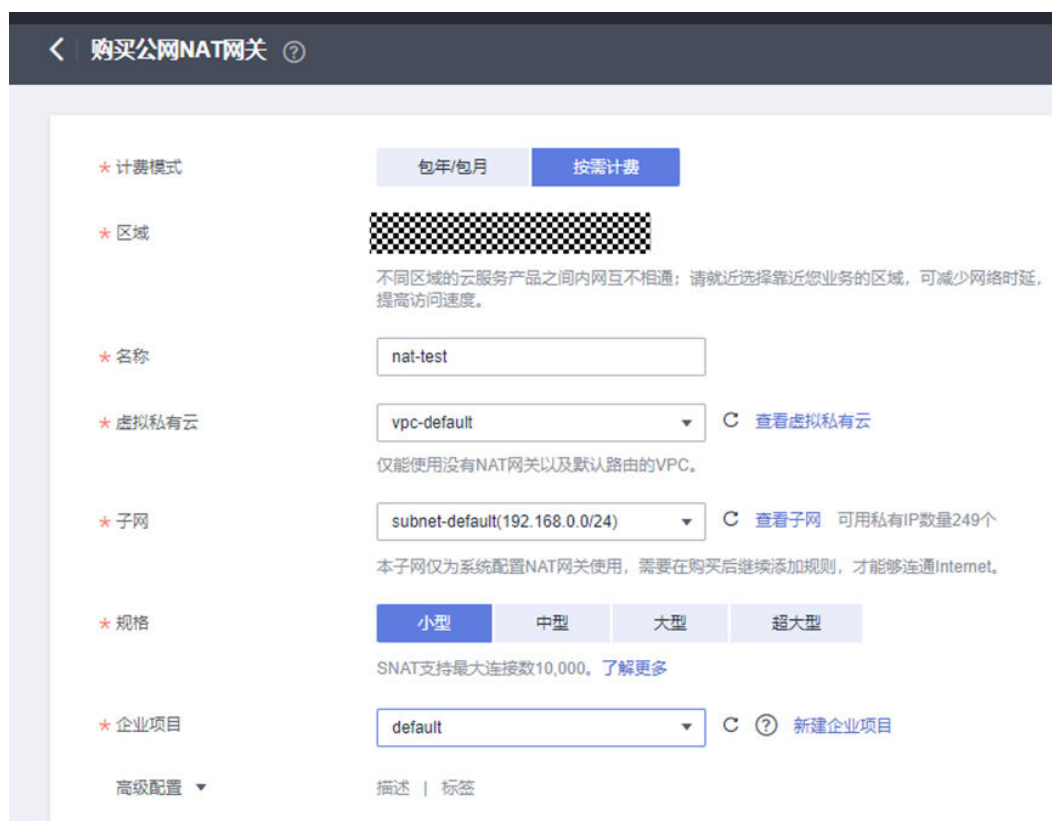 购买公网NAT网关 ?
* 计费模式 包年/包月 按需计费
* 区域
不同区域的云服务产品之间内网互不相通；请就近选择靠近您业务的区域，可减少网络时延，
提高访问速度。
* 名称 nat-test
* 虚拟私有云 vpc-default 查看虚拟私有云
仅能使用没有NAT网关以及默认路由的VPC。
* 子网 subnet-default(192.168.0.0/24) 查看子网 可用私有IP数量249个
本子网仅为系统配置NAT网关使用，需要在购买后继续添加规则，才能够连通Internet。
* 规格 小型 中型 大型 超大型
SNAT支持最大连接数10,000。了解更多
* 企业项目 default ? 新建企业项目
高级配置 描述 | 标签